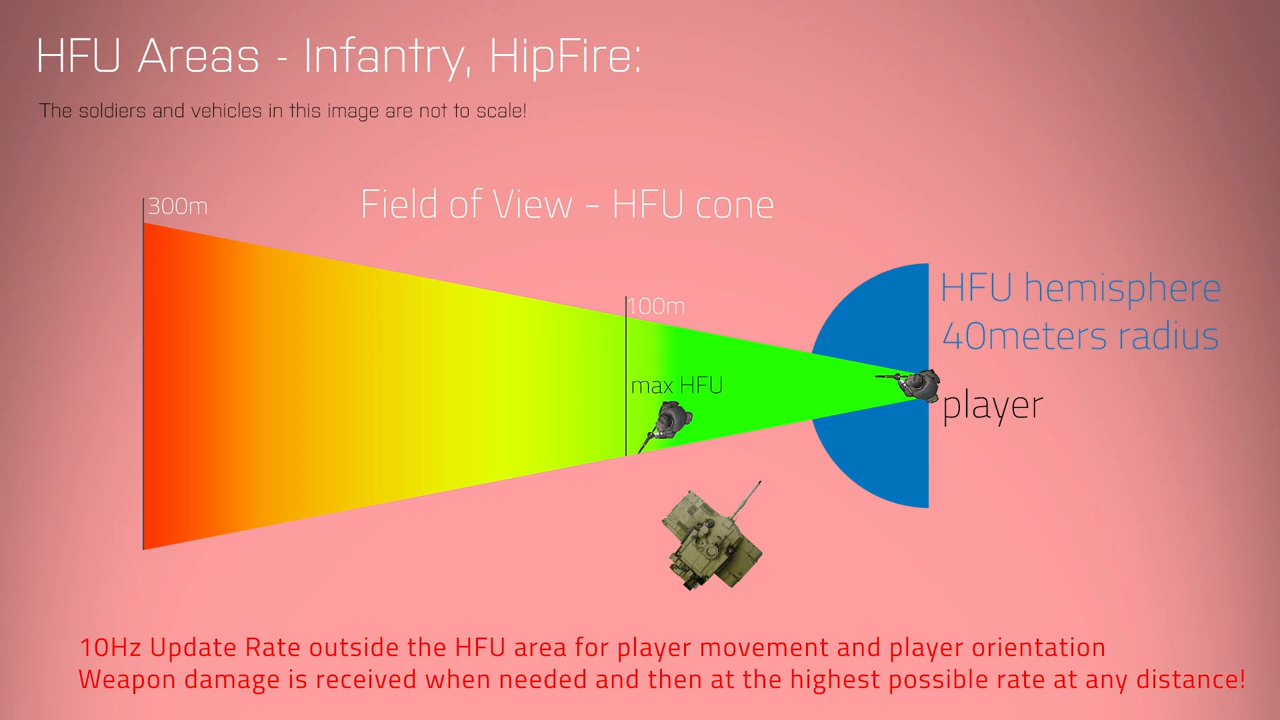 HFU Areas - Infantry, HipFire:
The soldiers and vehicles in this image are not to scale!
Field of View - HFU cone
300m
100m
max HFU
HFU hemisphere
40meters radius
player
10Hz Update Rate outside the HFU area for player movement and player orientation
Weapon damage is received when needed and then at the highest possible rate at any distance!